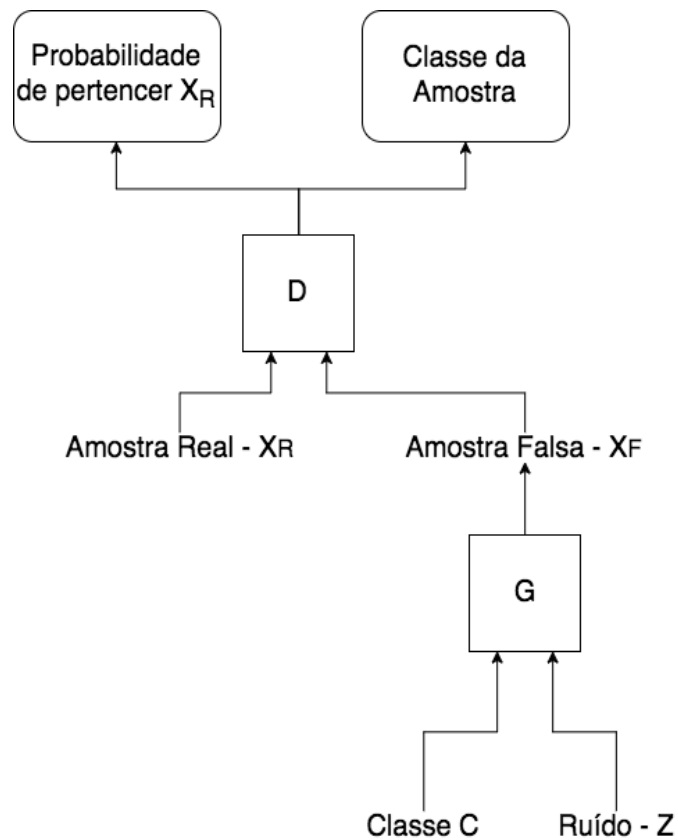 Probabilidade
de pertencer XR
Classe da
Amostra
D
Amostra Real - XR
Amostra Falsa - XF
G
Classe C
Ruído - Z